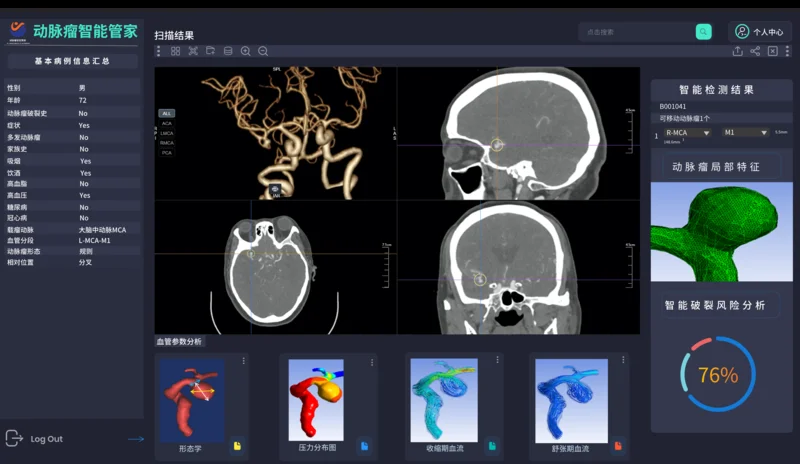 动脉瘤智能管家
基本病例信息汇总
性别 男
年龄 72
动脉瘤破裂史 No
症状 Yes
多发动脉瘤 No
家族史 No
吸烟 Yes
饮酒 Yes
高血脂 No
高血压 Yes
糖尿病 No
冠心病 No
载瘤动脉 大脑中动脉MCA
血管分段 L-MCA-M1
动脉瘤形态 规则
相对位置 分叉
Log Out
扫描结果
点击搜索
个人中心
ALL
ACA
LMCA
RMCA
PCA
血管参数分析
形态学
压力分布图
收缩期血流
舒张期血流
智能检测结果
B001041
可移动动脉瘤1个
1 R-MCA M1
动脉瘤局部特征
智能破裂风险分析
76%